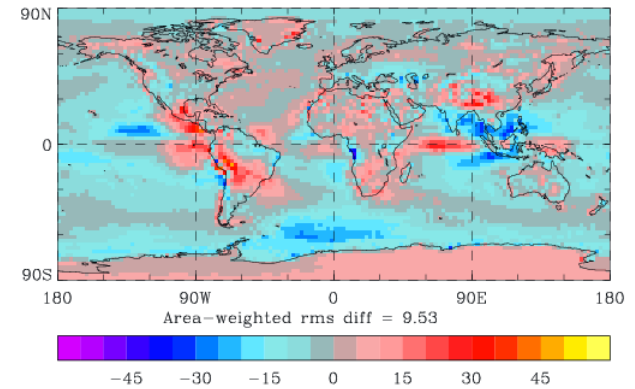 90N
0
90S
180 90W 0 90E 180
Area-weighted rms diff = 9.53
-45 -30 -15 0 15 30 45